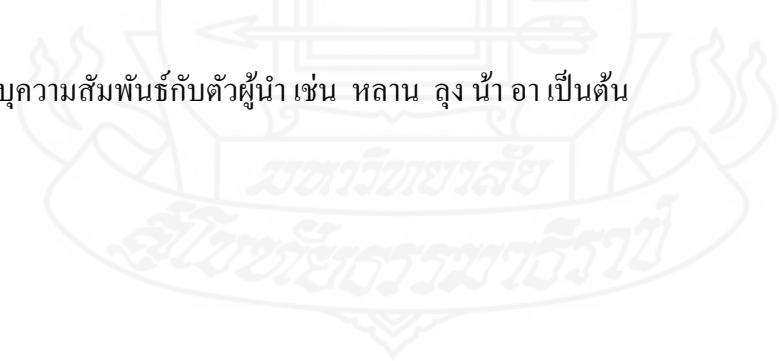 บุความสัมพันธ์กับตัวผู้นำ เช่น หลาน ลุง น้า อา เป็นต้น
มหาวิทยาลัย
สุโขทัยธรรมาธิราช